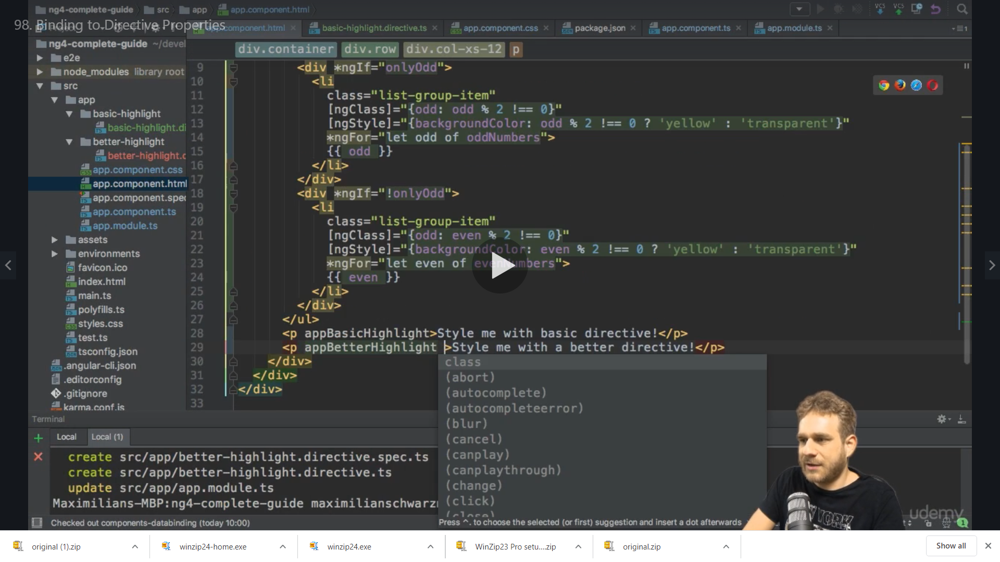 ng4-complete-guide src app app.component.html
VCS VCS
98. Binding to Directive Properties
component.html basic-highlight.directive.ts app.component.css package.json app.component.ts app.module.ts
ng4-complete-guide ~/devel
div.container div.row div.col-xs-12 p
e2e
node_modules library root
src
app
basic-highlight
basic-highlight.di
better-highlight
better-highlight.c
app.component.css
app.component.html
app.component.spec
app.component.ts
app.module.ts
assets
environments
favicon.ico
index.html
main.ts
polyfills.ts
styles.css
test.ts
tsconfig.json
.angular-cli.json
.editorconfig
.gitignore
karma.conf.js
9 <div *ngIf="onlyOdd">
10 <li
11 class="list-group-item"
12 [ngClass]="{odd: odd % 2 !== 0}"
13 [ngStyle]="{backgroundColor: odd % 2 !== 0 ? 'yellow' : 'transparent'}"
14 *ngFor="let odd of oddNumbers">
15 {{ odd }}
16 </li>
17 </div>
18 <div *ngIf="!onlyOdd">
19 <li
20 class="list-group-item"
21 [ngClass]="{odd: even % 2 !== 0}"
22 [ngStyle]="{backgroundColor: even % 2 !== 0 ? 'yellow' : 'transparent'}"
23 *ngFor="let even of evenNumbers">
24 {{ even }}
25 </li>
26 </div>
27 </ul>
28 <p appBasicHighlight>Style me with basic directive!</p>
29 <p appBetterHighlight >Style me with a better directive!</p>
30 </div>
31 </div>
32 </div>
33
class
(abort)
(autocomplete)
(autocompleteerror)
(blur)
(cancel)
(canplay)
(canplaythrough)
(change)
(click)
(close)
Press ^. to choose the selected (or first) suggestion and insert a dot afterwards
Terminal
Local Local (1)
create src/app/better-highlight.directive.spec.ts
create src/app/better-highlight.directive.ts
update src/app/app.module.ts
Maximilians-MBP:ng4-complete-guide maximilianschwarzm
Checked out components-databinding (today 10:00)
YORK
udemy
1
original (1).zip winzip24-home.exe winzip24.exe WinZip23 Pro setu....zip original.zip Show all